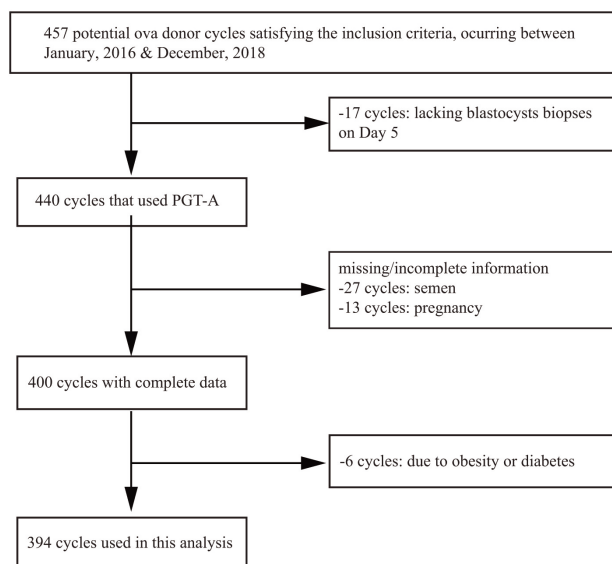 457 potential ova donor cycles satisfying the inclusion criteria, ocurring between
January, 2016 & December, 2018
-17 cycles: lacking blastocysts biopses
on Day 5
440 cycles that used PGT-A
missing/incomplete information
-27 cycles: semen
-13 cycles: pregnancy
400 cycles with complete data
-6 cycles: due to obesity or diabetes
394 cycles used in this analysis